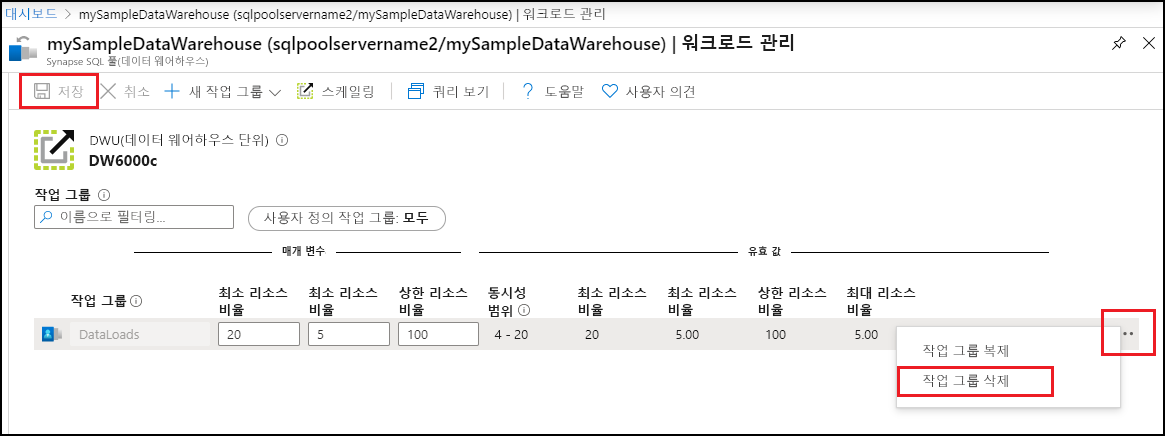 대시보드 > mySampleDataWarehouse (sqlpoolservername2/mySampleDataWarehouse) | 워크로드 관리
mySampleDataWarehouse (sqlpoolservername2/mySampleDataWarehouse) | 워크로드 관리
Synapse SQL 풀(데이터 웨어하우스)
저장 취소 새 작업 그룹 스케일링 쿼리 보기 도움말 사용자 의견
DWU(데이터 웨어하우스 단위)
DW6000c
작업 그룹
이름으로 필터링... 사용자 정의 작업 그룹: 모두
매개 변수 유효 값
작업 그룹 최소 리소스 비율 최소 리소스 비율 상한 리소스 비율 동시성 범위 최소 리소스 비율 최소 리소스 비율 상한 리소스 비율 최대 리소스 비율
DataLoads 20 5 100 4 - 20 20 5.00 100 5.00
작업 그룹 복제
작업 그룹 삭제